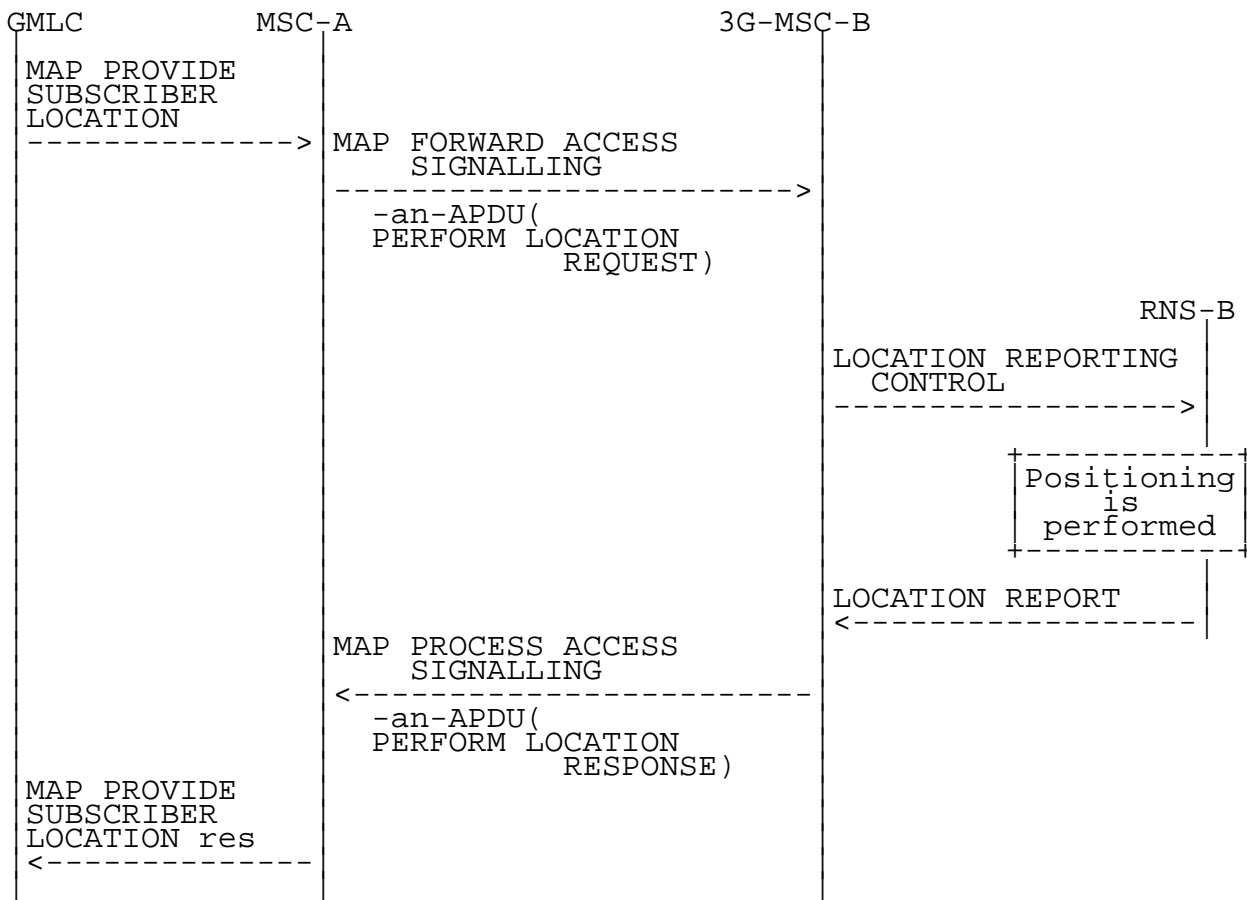 GMLC MSC-A 3G-MSC-B
MAP PROVIDE
SUBSCRIBER
LOCATION
MAP FORWARD ACCESS
SIGNALLING
-an-APDU(
PERFORM LOCATION
REQUEST)
RNS-B
LOCATION REPORTING
CONTROL
Positioning
is
performed
LOCATION REPORT
MAP PROCESS ACCESS
SIGNALLING
-an-APDU(
PERFORM LOCATION
RESPONSE)
MAP PROVIDE
SUBSCRIBER
LOCATION res